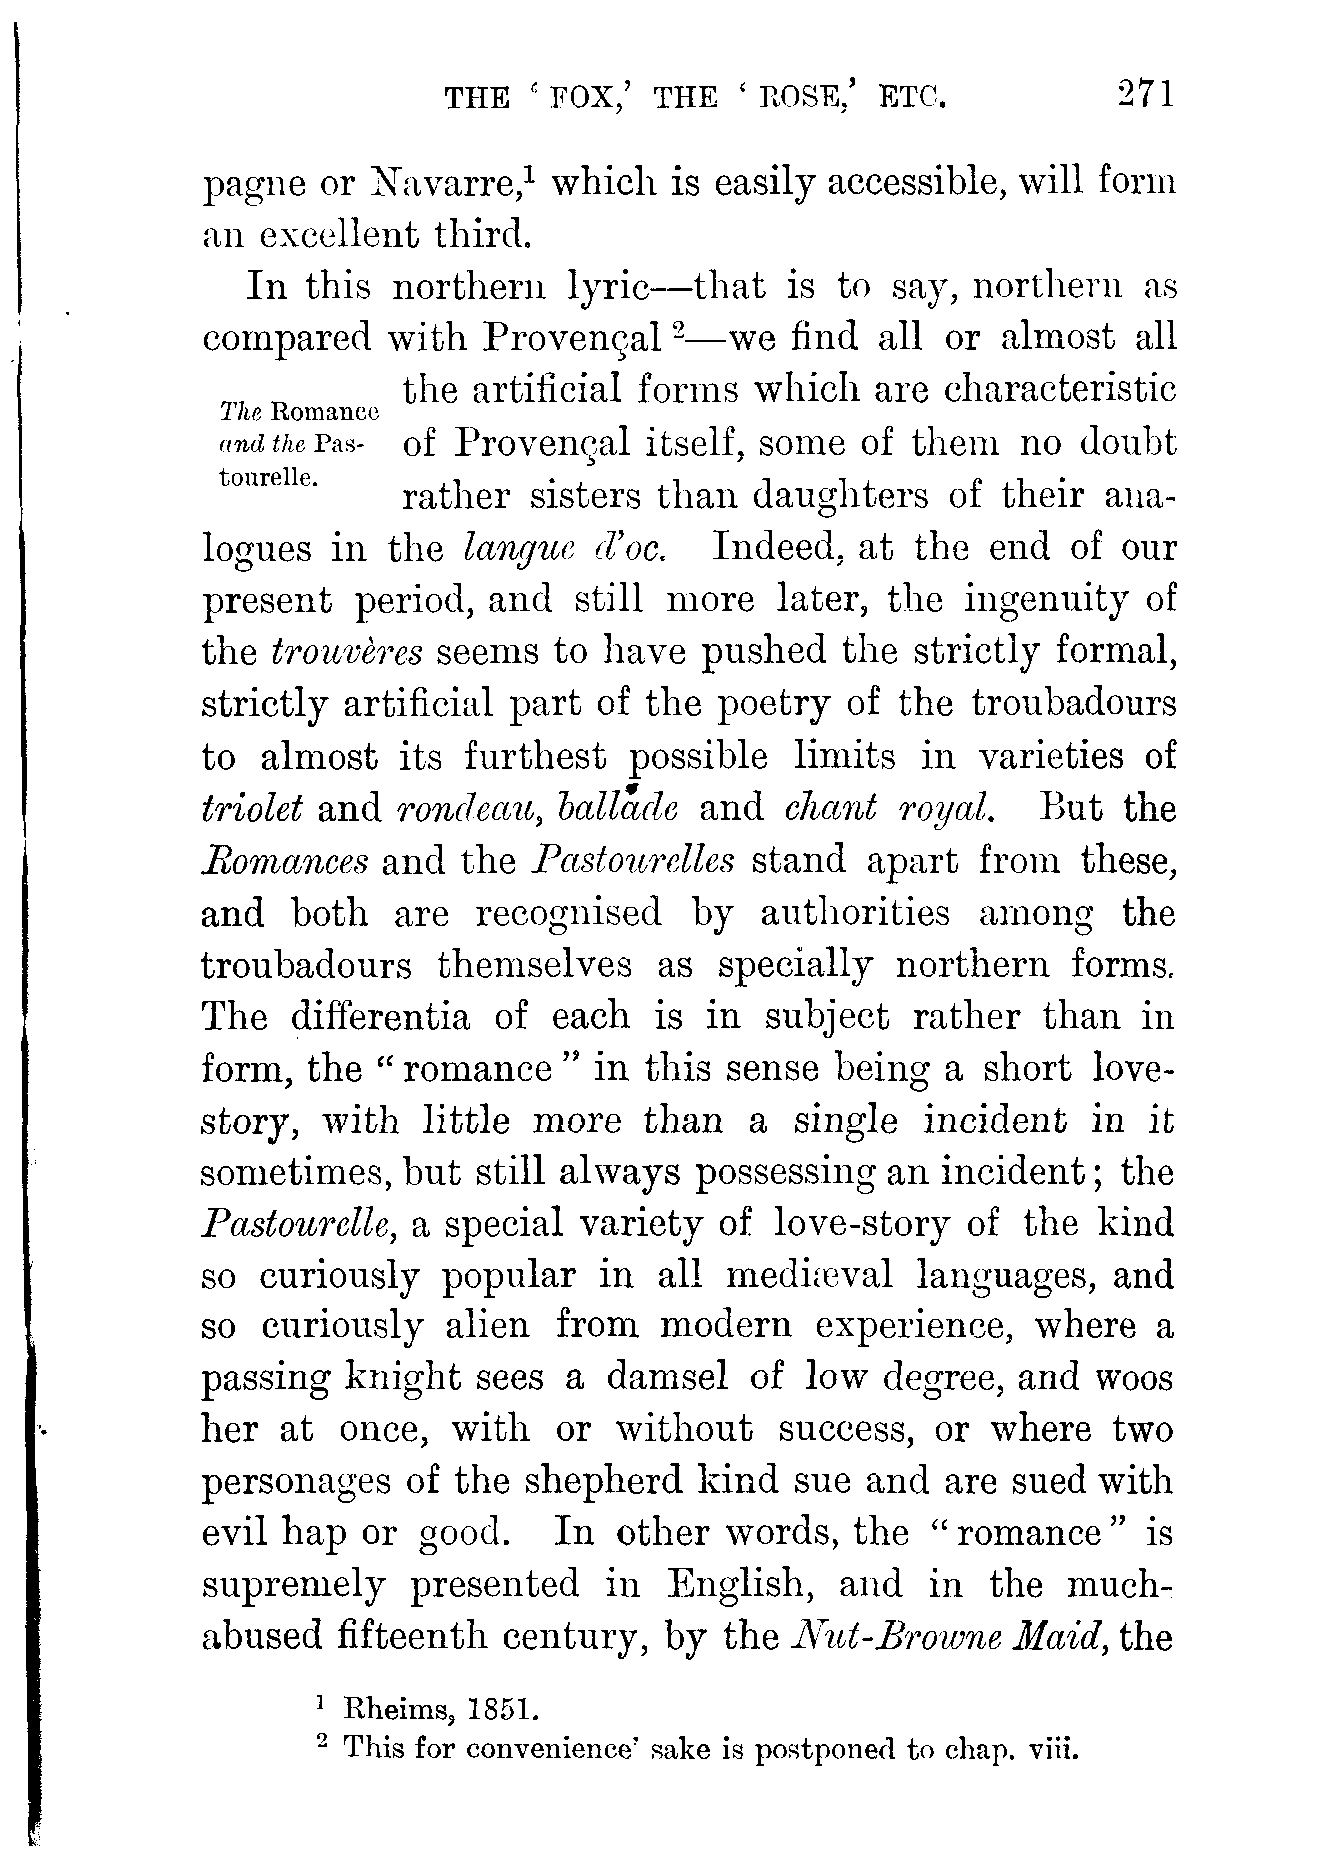 THE ‘ FOX,’ THE ‘ ROSE,’ ETC. 271
pagne or Navarre,¹ which is easily accessible, will form
an excellent third.
In this northern lyric—that is to say, northern as
compared with Provençal ²—we find all or almost all
The Romance
and the Pas-
tourelle.
the artificial forms which are characteristic
of Provençal itself, some of them no doubt
rather sisters than daughters of their ana-
logues in the langue d’oc. Indeed, at the end of our
present period, and still more later, the ingenuity of
the trouvères seems to have pushed the strictly formal,
strictly artificial part of the poetry of the troubadours
to almost its furthest possible limits in varieties of
triolet and rondeau, ballade and chant royal. But the
Romances and the Pastourelles stand apart from these,
and both are recognised by authorities among the
troubadours themselves as specially northern forms.
The differentia of each is in subject rather than in
form, the “ romance ” in this sense being a short love-
story, with little more than a single incident in it
sometimes, but still always possessing an incident; the
Pastourelle, a special variety of love-story of the kind
so curiously popular in all mediæval languages, and
so curiously alien from modern experience, where a
passing knight sees a damsel of low degree, and woos
her at once, with or without success, or where two
personages of the shepherd kind sue and are sued with
evil hap or good. In other words, the “ romance ” is
supremely presented in English, and in the much-
abused fifteenth century, by the Nut-Browne Maid, the
¹ Rheims, 1851.
² This for convenience’ sake is postponed to chap. viii.